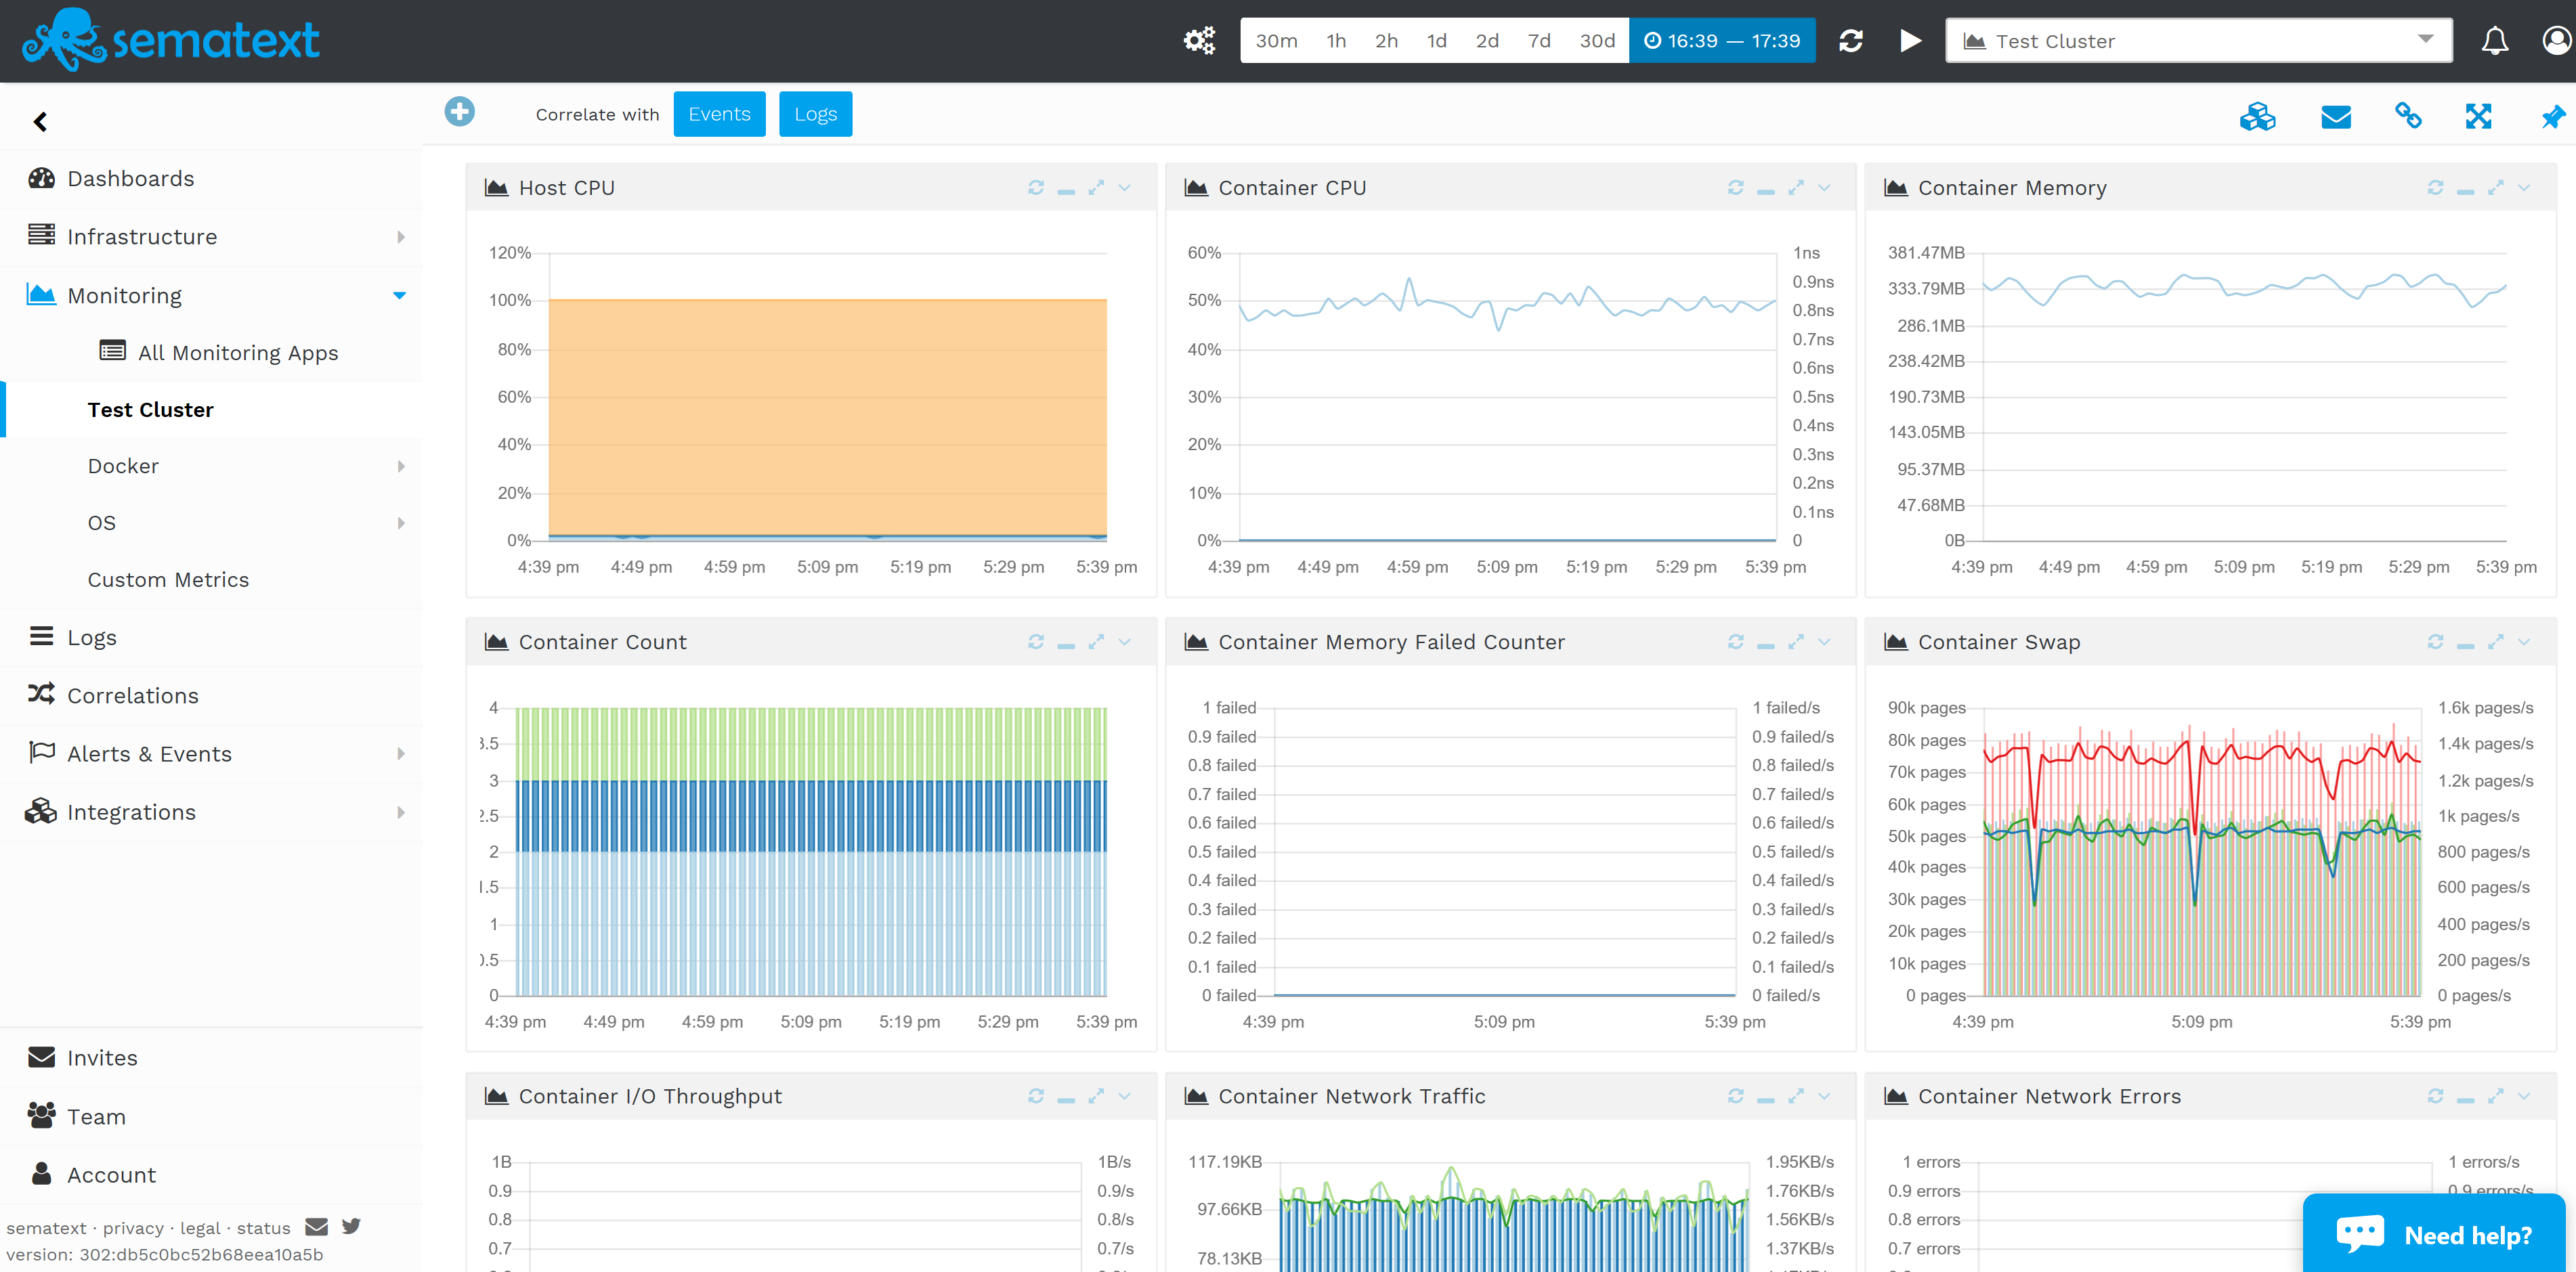 sematext
30m 1h 2h 1d 2d 7d 30d 16:39 — 17:39
Test Cluster
Correlate with Events Logs
Dashboards
Infrastructure
Monitoring
All Monitoring Apps
Test Cluster
Docker
OS
Custom Metrics
Logs
Correlations
Alerts & Events
Integrations
Invites
Team
Account
sematext · privacy · legal · status
version: 302:db5c0bc52b68eea10a5b
Host CPU
120%
100%
80%
60%
40%
20%
0%
4:39 pm 4:49 pm 4:59 pm 5:09 pm 5:19 pm 5:29 pm 5:39 pm
Container CPU
60% 1ns
0.9ns
50% 0.8ns
0.7ns
40% 0.6ns
30% 0.5ns
0.4ns
20% 0.3ns
0.2ns
10% 0.1ns
0% 0
4:39 pm 4:49 pm 4:59 pm 5:09 pm 5:19 pm 5:29 pm 5:39 pm
Container Memory
381.47MB
333.79MB
286.1MB
238.42MB
190.73MB
143.05MB
95.37MB
47.68MB
0B
4:39 pm 4:49 pm 4:59 pm 5:09 pm 5:19 pm 5:29 pm 5:39 pm
Container Count
4
3.5
3
2.5
2
1.5
1
0.5
0
4:39 pm 4:49 pm 4:59 pm 5:09 pm 5:19 pm 5:29 pm 5:39 pm
Container Memory Failed Counter
1 failed 1 failed/s
0.9 failed 0.9 failed/s
0.8 failed 0.8 failed/s
0.7 failed 0.7 failed/s
0.6 failed 0.6 failed/s
0.5 failed 0.5 failed/s
0.4 failed 0.4 failed/s
0.3 failed 0.3 failed/s
0.2 failed 0.2 failed/s
0.1 failed 0.1 failed/s
0 failed 0 failed/s
4:39 pm 5:09 pm 5:39 pm
Container Swap
90k pages 1.6k pages/s
80k pages 1.4k pages/s
70k pages 1.2k pages/s
60k pages 1k pages/s
50k pages 800 pages/s
40k pages 600 pages/s
30k pages 400 pages/s
20k pages 200 pages/s
10k pages
0 pages 0 pages/s
4:39 pm 5:09 pm 5:39 pm
Container I/O Throughput
1B 1B/s
0.9 0.9/s
0.8 0.8/s
0.7 0.7/s
Container Network Traffic
117.19KB 1.95KB/s
1.76KB/s
97.66KB 1.56KB/s
1.37KB/s
78.13KB
Container Network Errors
1 errors 1 errors/s
0.9 errors 0.9 errors/s
0.8 errors
0.7 errors
Need help?